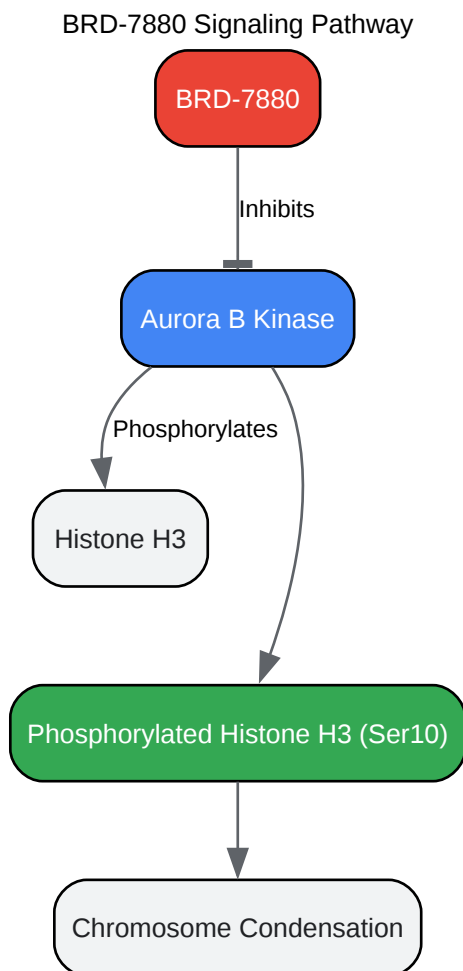 BRD-7880 Signaling Pathway
BRD-7880
Inhibits
Aurora B Kinase
Phosphorylates
Histone H3
Phosphorylated Histone H3 (Ser10)
Chromosome Condensation